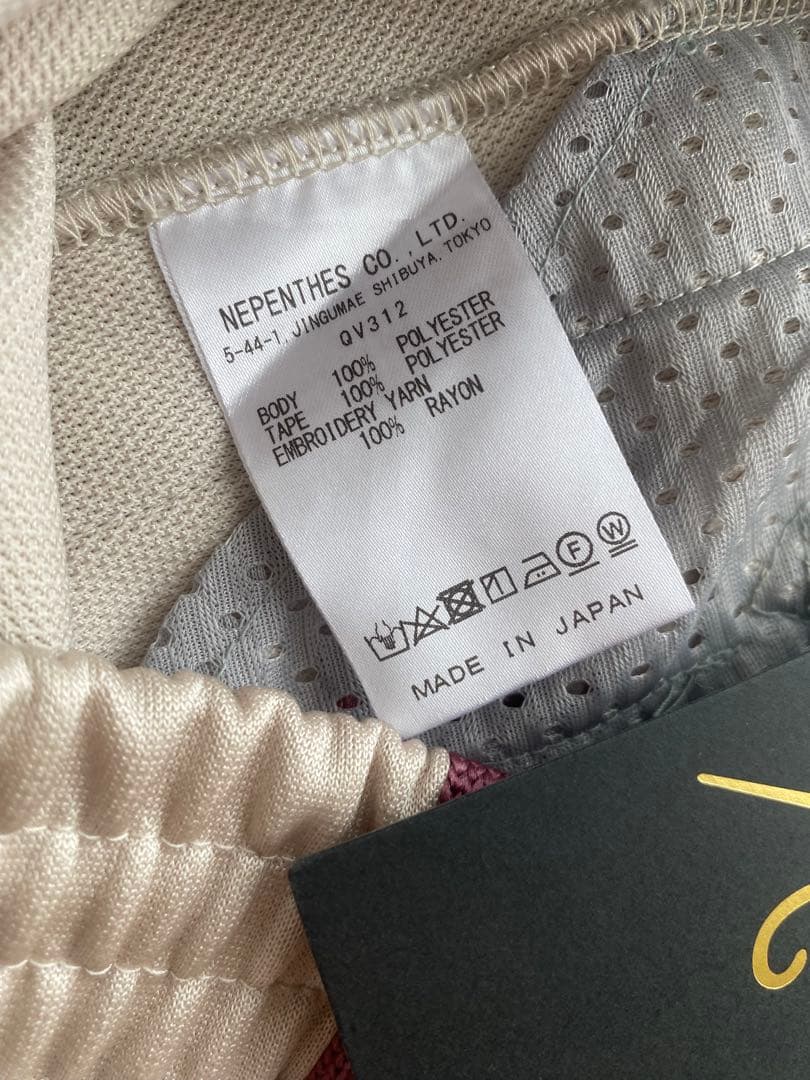 NEPENTHES CO.,LTD.
5-44-1, JINGUMAE SHIBUYA, TOKYO
QV312
BODY 100% POLYESTER
TAPE 100% POLYESTER
EMBROIDERY YARN
100% RAYON
F W
MADE IN JAPAN